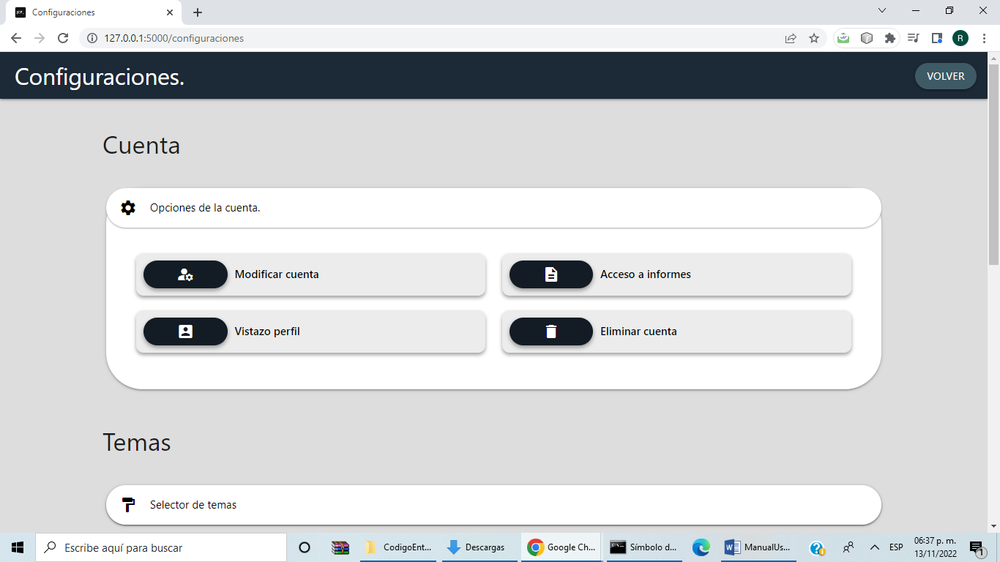 Configuraciones
127.0.0.1:5000/configuraciones
R
Configuraciones.
VOLVER
Cuenta
Opciones de la cuenta.
Modificar cuenta
Acceso a informes
Vistazo perfil
Eliminar cuenta
Temas
Selector de temas
Escribe aquí para buscar
CodigoEnt...
Descargas
Google Ch...
Símbolo d...
ManualUs...
ESP
06:37 p. m.
13/11/2022
1